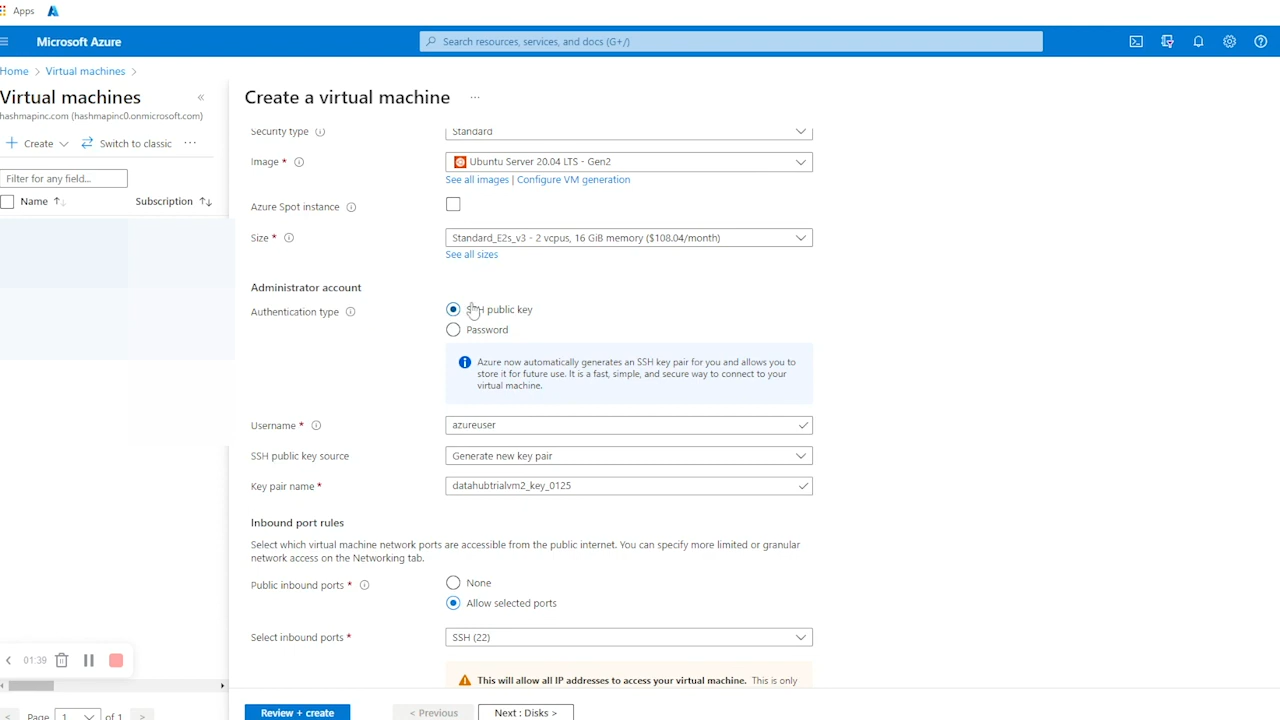 Apps
Microsoft Azure
Search resources, services, and docs (G+/)
Home > Virtual machines >
Virtual machines «
hashmapinc (hashmapinc0.onmicrosoft.com)
+ Create Switch to classic ...
Filter for any field...
Name ↑↓ Subscription ↑↓
Create a virtual machine ...
Security type Standard
Image * Ubuntu Server 20.04 LTS - Gen2
See all images | Configure VM generation
Azure Spot instance
Size * Standard_E2s_v3 - 2 vcpus, 16 GiB memory ($108.04/month)
See all sizes
Administrator account
Authentication type SSH public key
Password
Azure now automatically generates an SSH key pair for you and allows you to
store it for future use. It is a fast, simple, and secure way to connect to your
virtual machine.
Username * azureuser
SSH public key source Generate new key pair
Key pair name * datahubtrialvm2_key_0125
Inbound port rules
Select which virtual machine network ports are accessible from the public internet. You can specify more limited or granular
network access on the Networking tab.
Public inbound ports * None
Allow selected ports
Select inbound ports * SSH (22)
This will allow all IP addresses to access your virtual machine. This is only
01:39
< Page 1 of 1 >
Review + create < Previous Next : Disks >